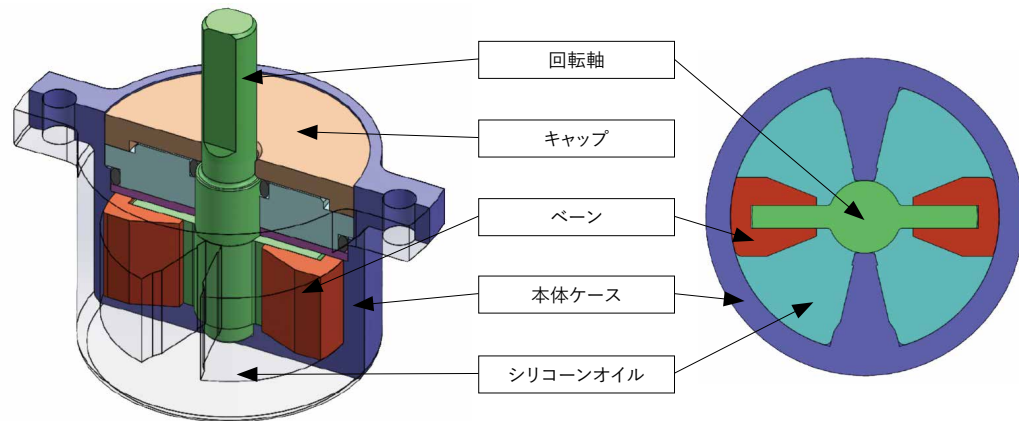 回転軸
キャップ
ベーン
本体ケース
シリコーンオイル